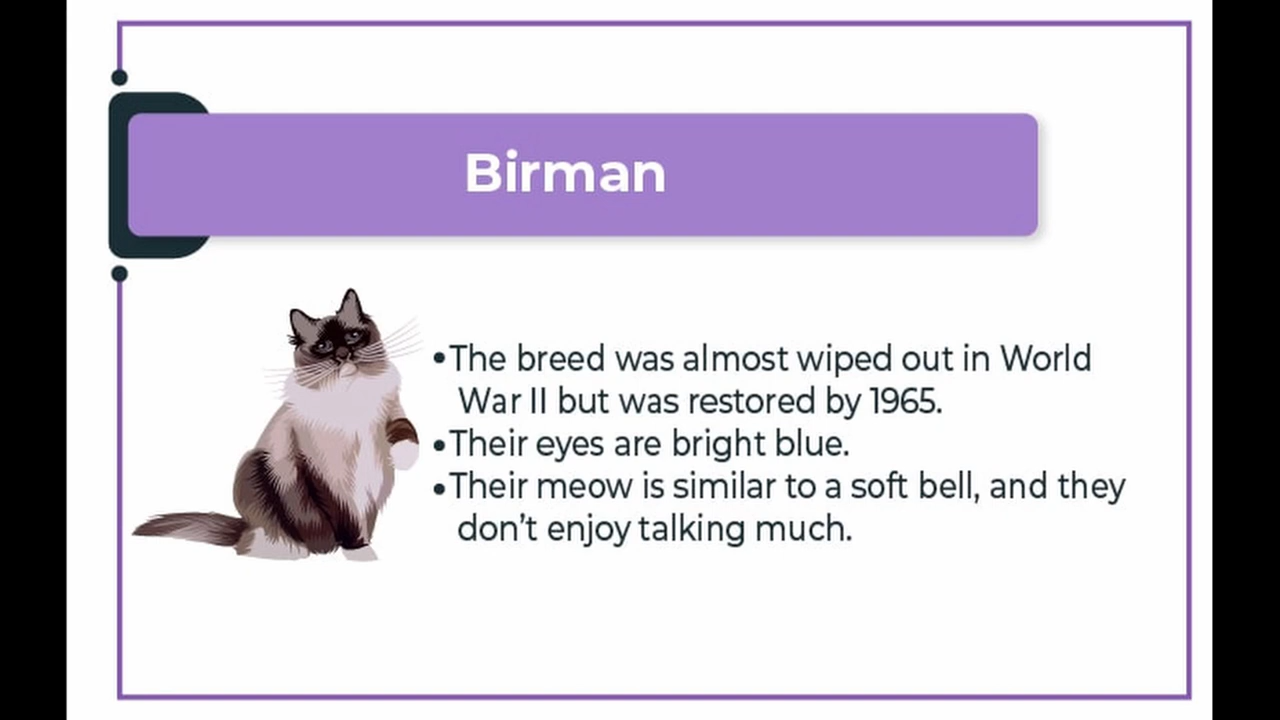 Birman
•The breed was almost wiped out in World
War II but was restored by 1965.
•Their eyes are bright blue.
•Their meow is similar to a soft bell, and they
don’t enjoy talking much.